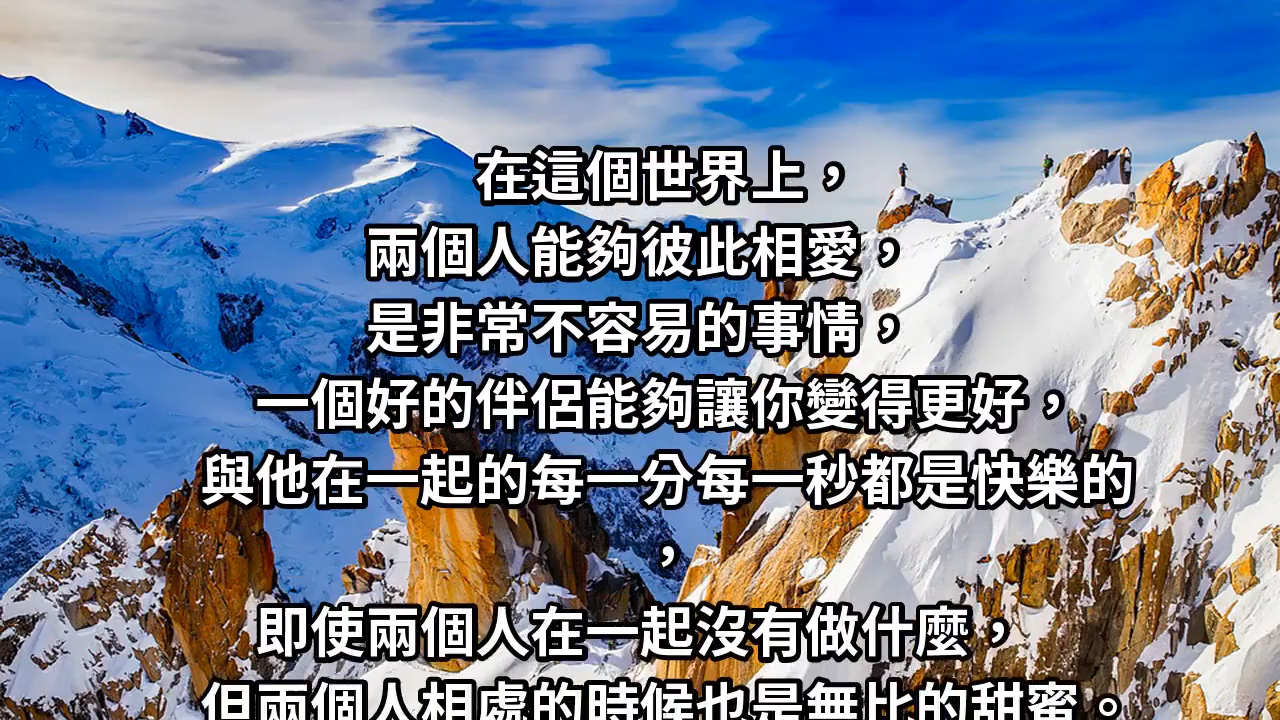 在這個世界上，
兩個人能夠彼此相愛，
是非常不容易的事情，
一個好的伴侶能夠讓你變得更好，
與他在一起的每一分每一秒都是快樂的
，
即使兩個人在一起沒有做什麼，
但兩個人相處的時候也是無比的甜蜜。